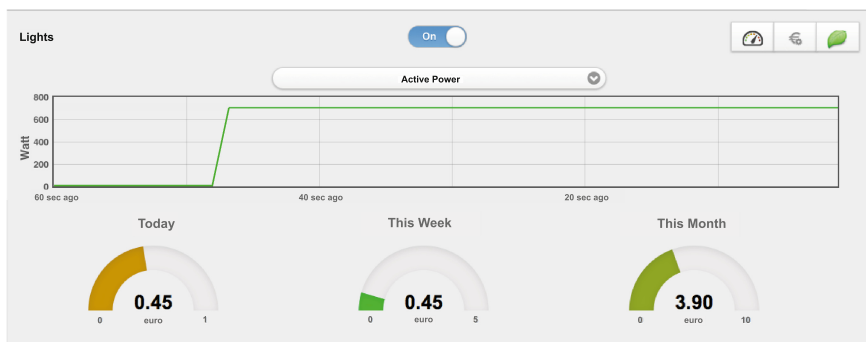 Lights
On
€
Active Power
800
600
400
200
0
Watt
60 sec ago
40 sec ago
20 sec ago
Today
This Week
This Month
0.45
0.45
3.90
0
euro
1
0
euro
5
0
euro
10